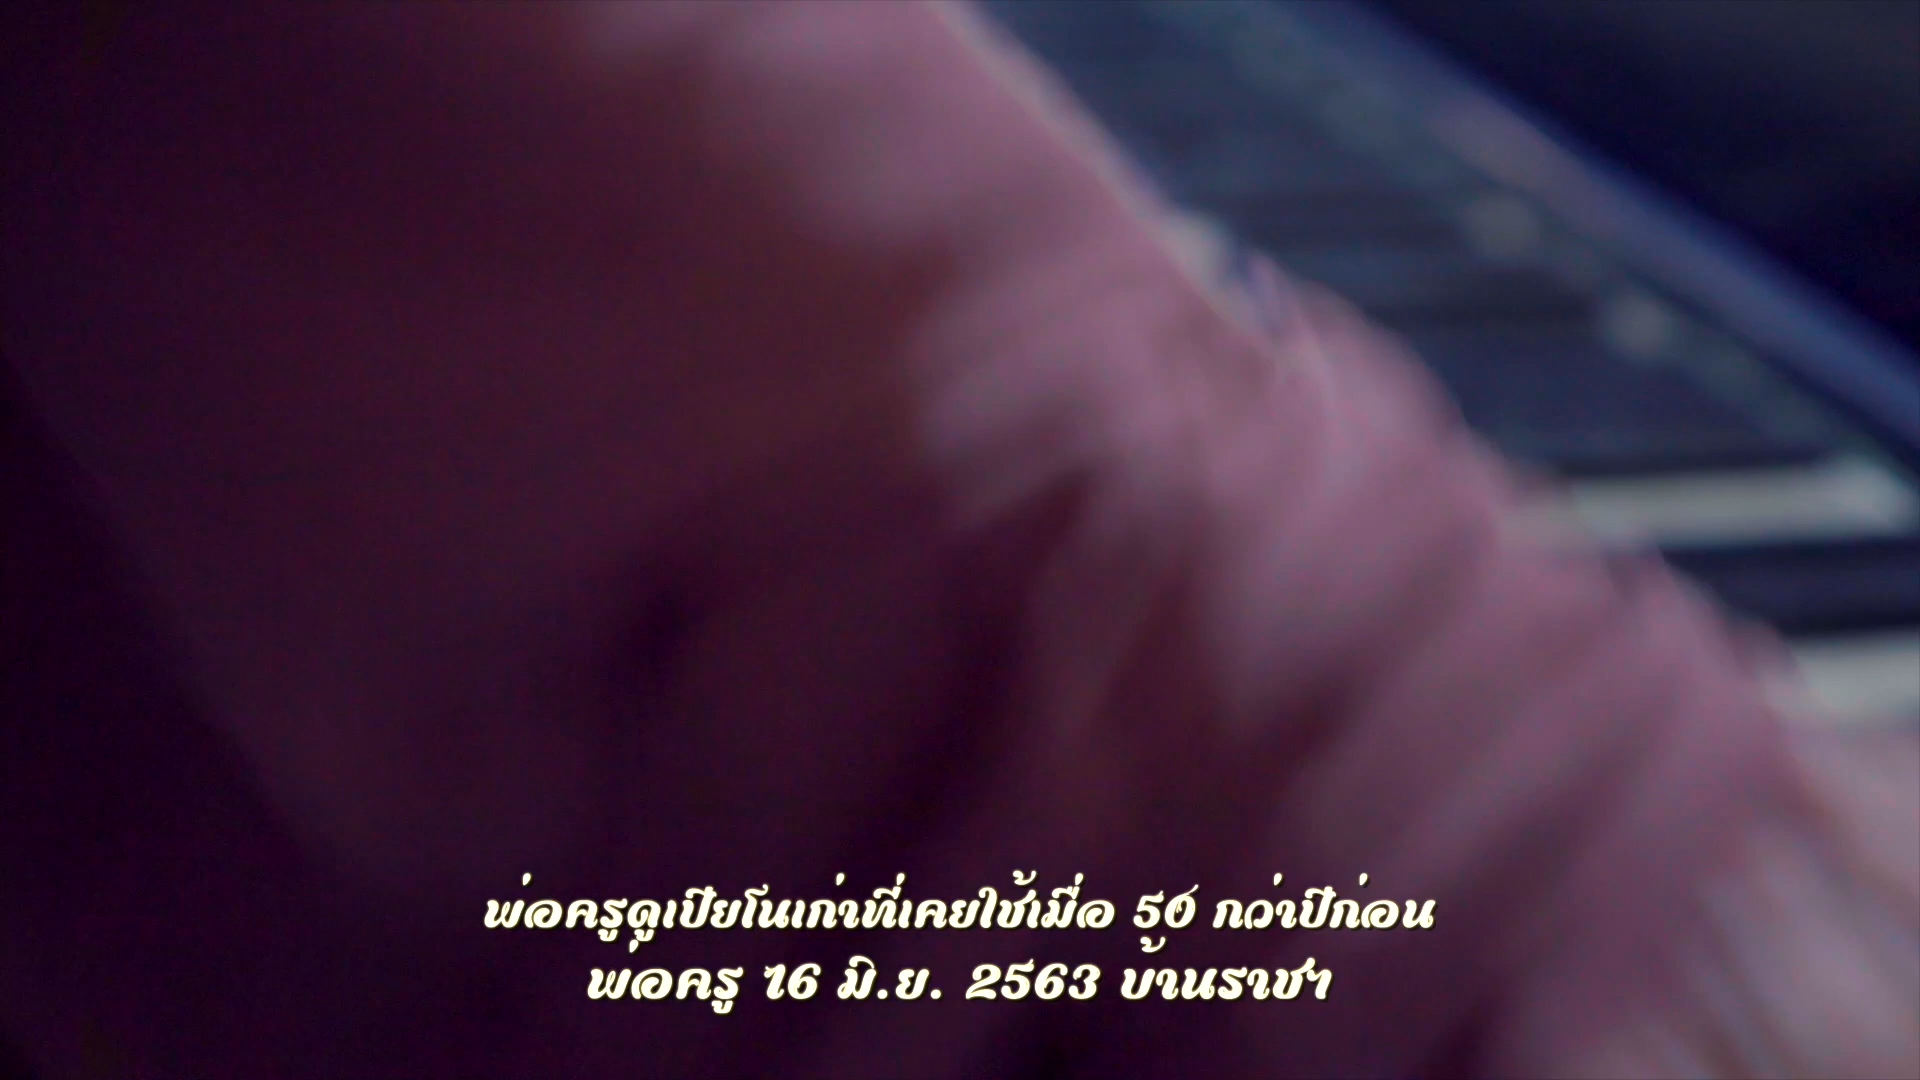 พ่อครูดูเปียโนเก่าที่เคยใช้เมื่อ 50 กว่าปีก่อน
พ่อครู 16 มิ.ย. 2563 บ้านราชฯ